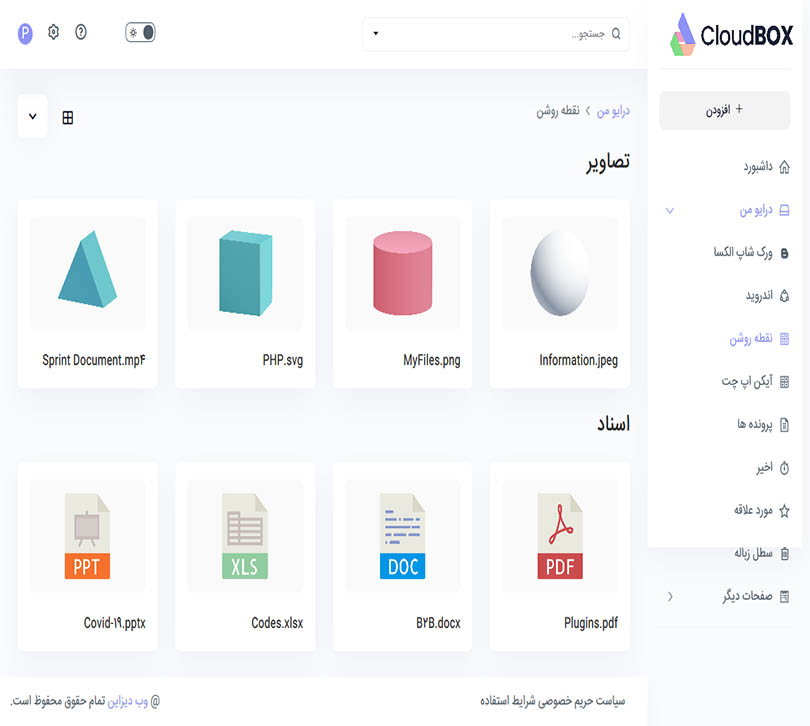 CloudBOX
+ افزودن
داشبورد
درایو من
ورک شاپ الکسا
اندروید
نقطه روشن
آیکن اپ چت
پرونده ها
اخیر
مورد علاقه
سطل زباله
صفحات دیگر
جستجو...
P
درایو من > نقطه روشن
تصاویر
Information.jpeg
MyFiles.png
PHP.svg
Sprint Document.mp۴
اسناد
PDF
DOC
XLS
PPT
Plugins.pdf
B۲B.docx
Codes.xlsx
Covid-۱۹.pptx
سیاست حریم خصوصی شرایط استفاده
@ وب دیزاین تمام حقوق محفوظ است.